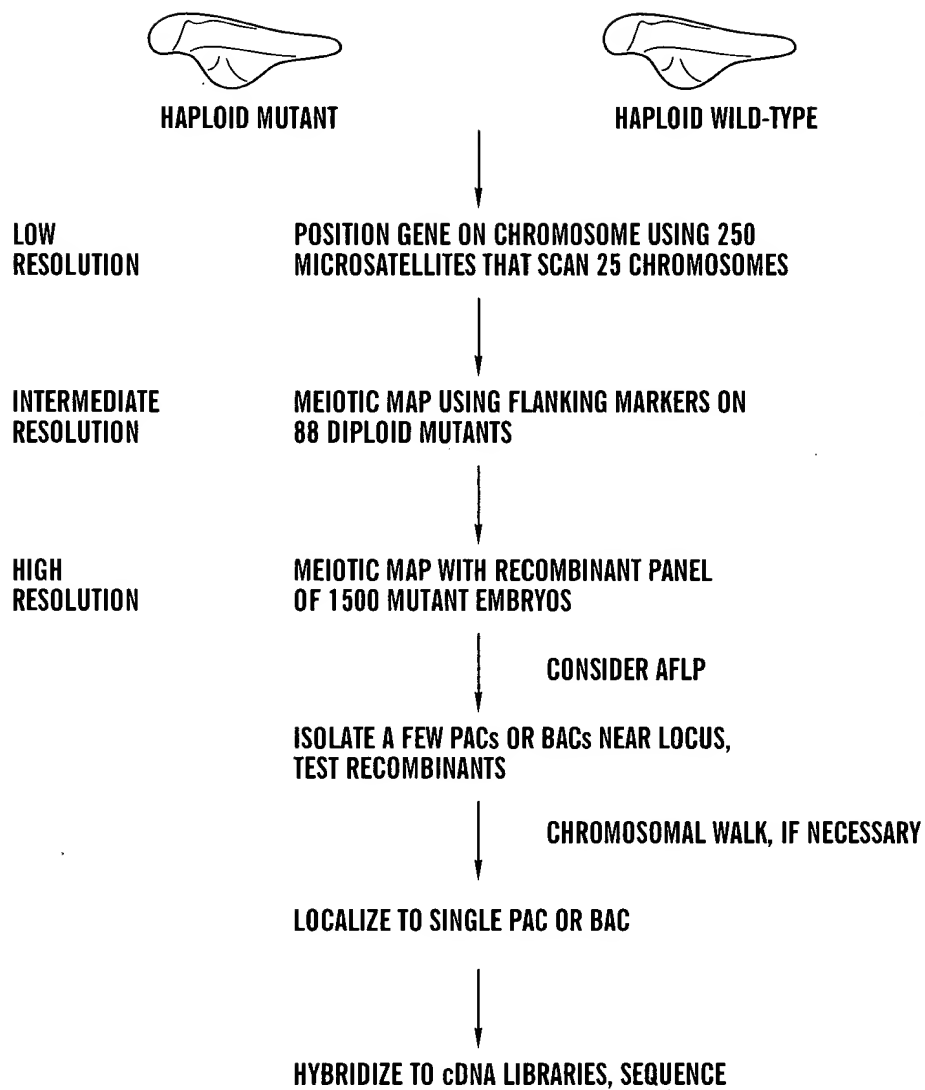 HAPLOID MUTANT
HAPLOID WILD-TYPE
LOW
RESOLUTION
POSITION GENE ON CHROMOSOME USING 250
MICROSATELLITES THAT SCAN 25 CHROMOSOMES
INTERMEDIATE
RESOLUTION
MEIOTIC MAP USING FLANKING MARKERS ON
88 DIPLOID MUTANTS
HIGH
RESOLUTION
MEIOTIC MAP WITH RECOMBINANT PANEL
OF 1500 MUTANT EMBRYOS
CONSIDER AFLP
ISOLATE A FEW PACs OR BACs NEAR LOCUS,
TEST RECOMBINANTS
CHROMOSOMAL WALK, IF NECESSARY
LOCALIZE TO SINGLE PAC OR BAC
HYBRIDIZE TO cDNA LIBRARIES, SEQUENCE